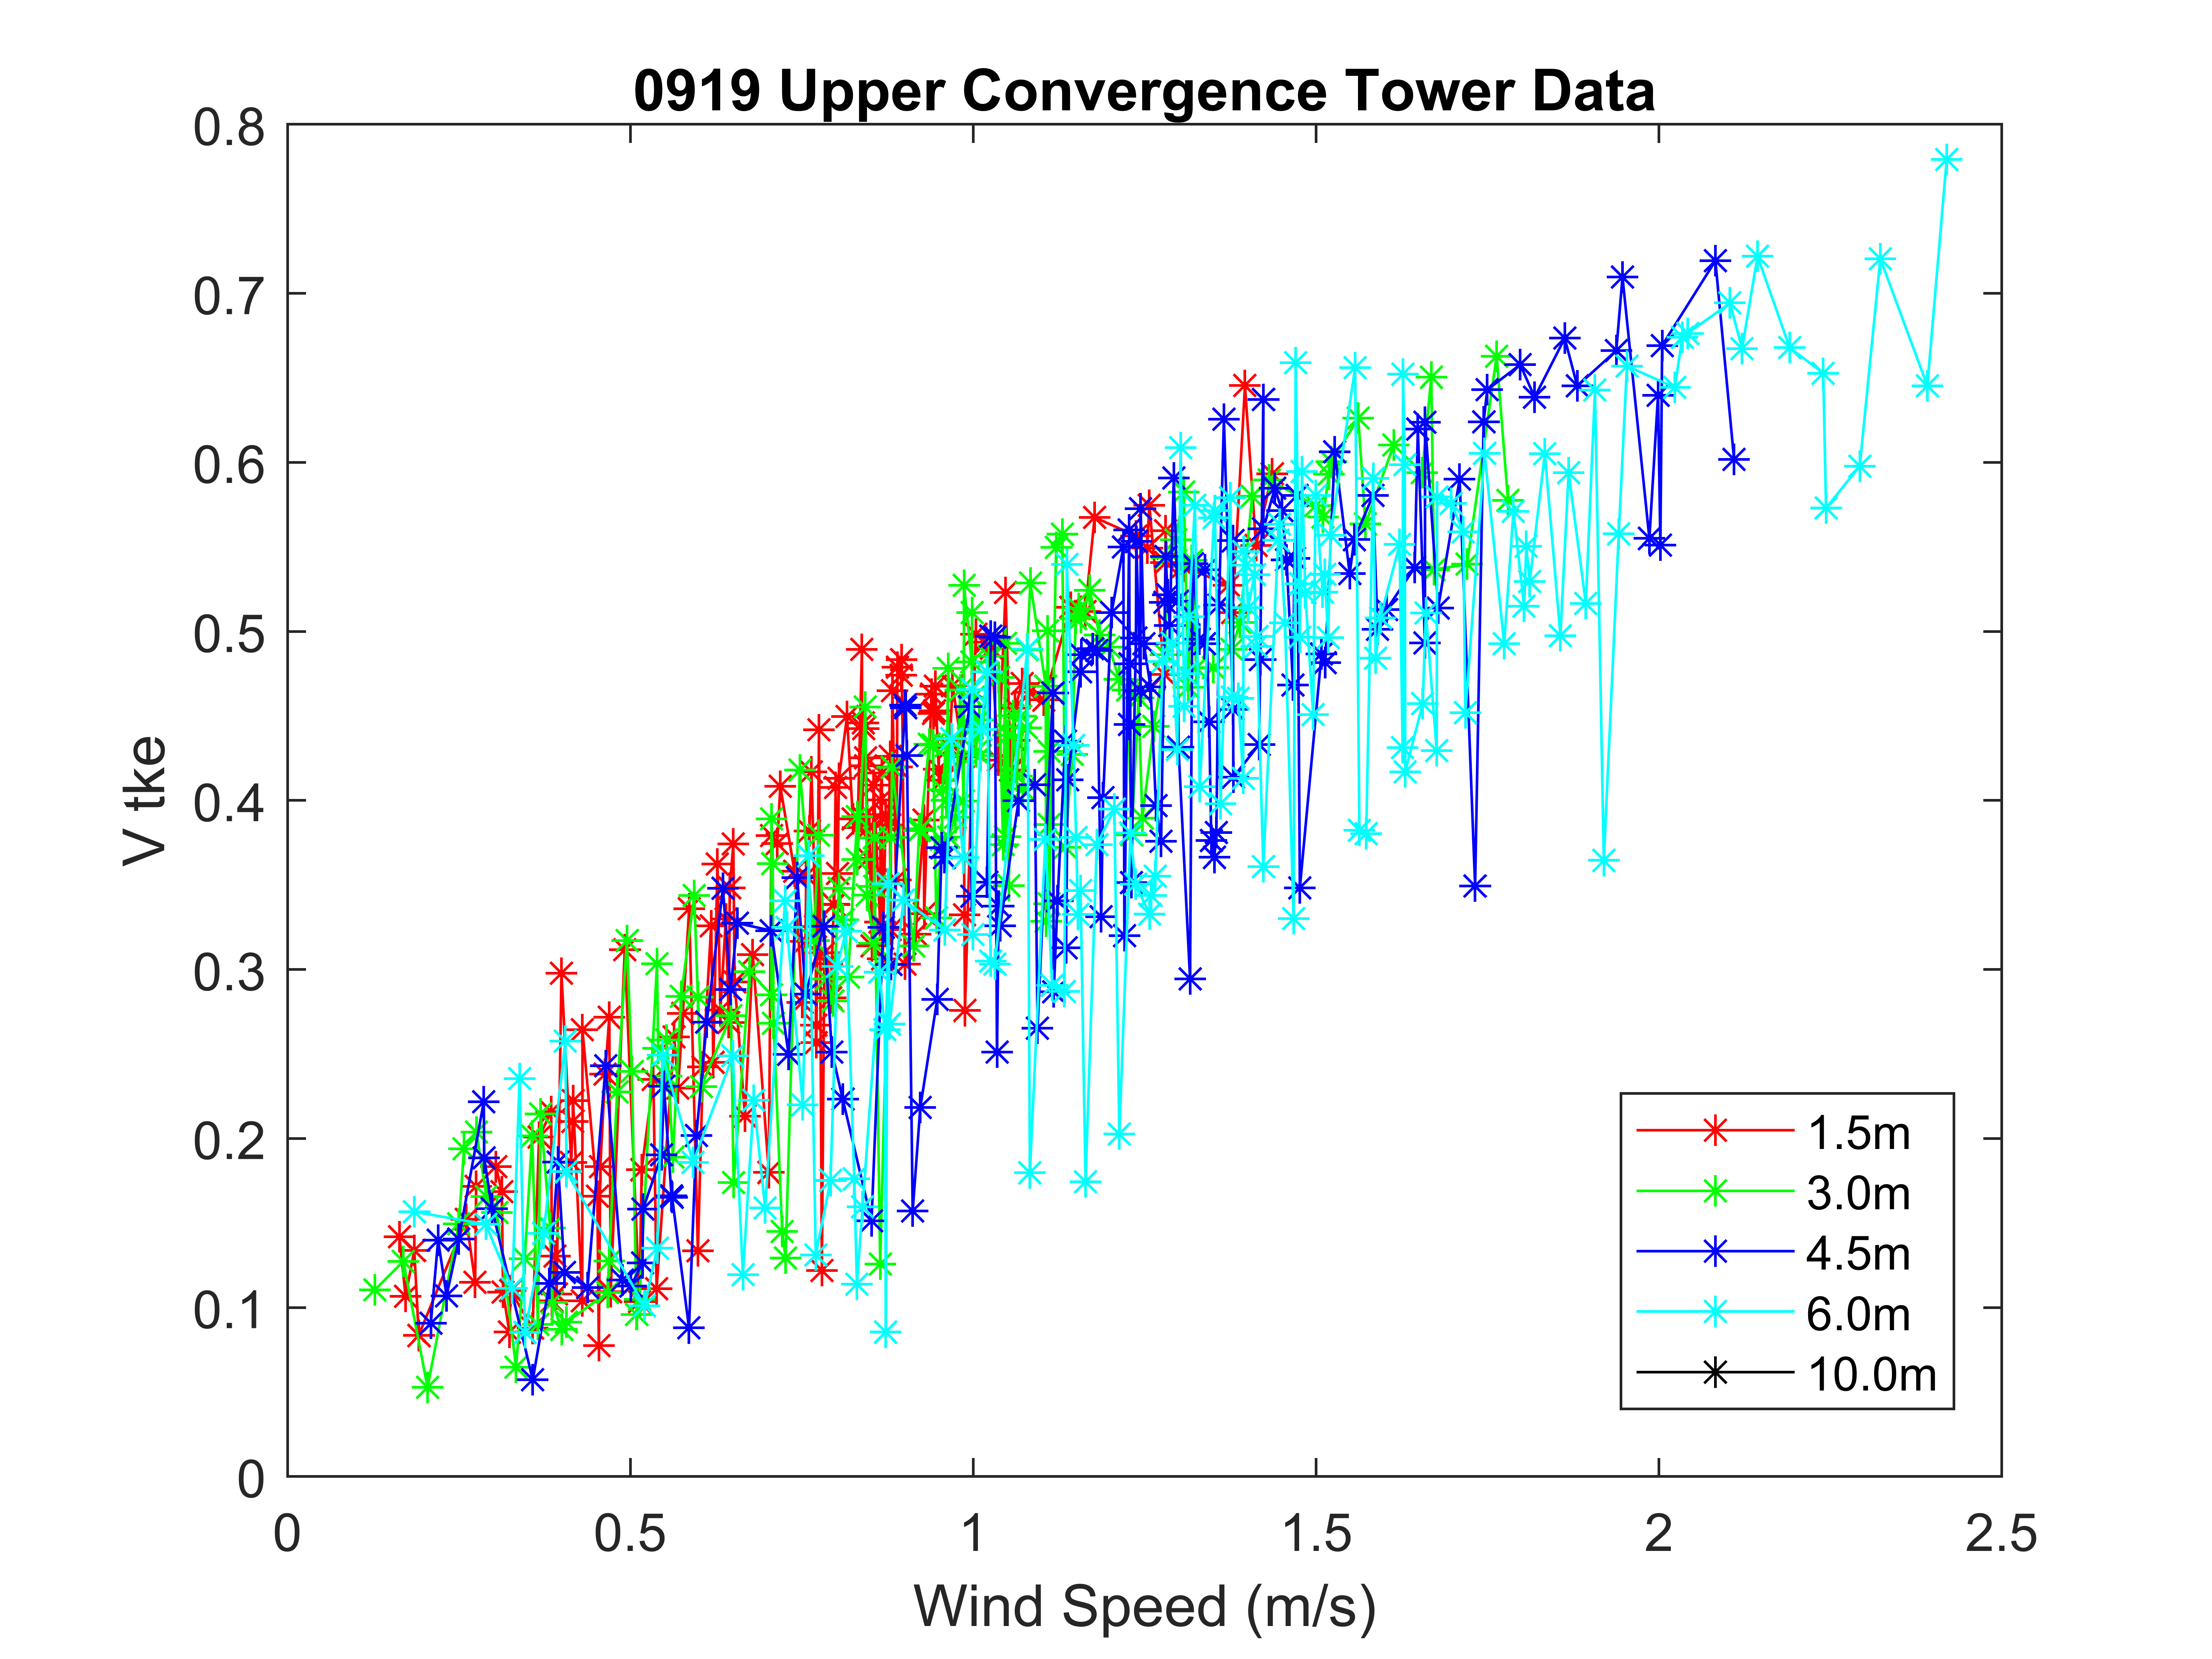 0919 Upper Convergence Tower Data
0.8
0.7
0.6
0.5
0.4
0.3
0.2
0.1
0
V tke
1.5m
3.0m
4.5m
6.0m
10.0m
0 0.5 1 1.5 2 2.5
Wind Speed (m/s)